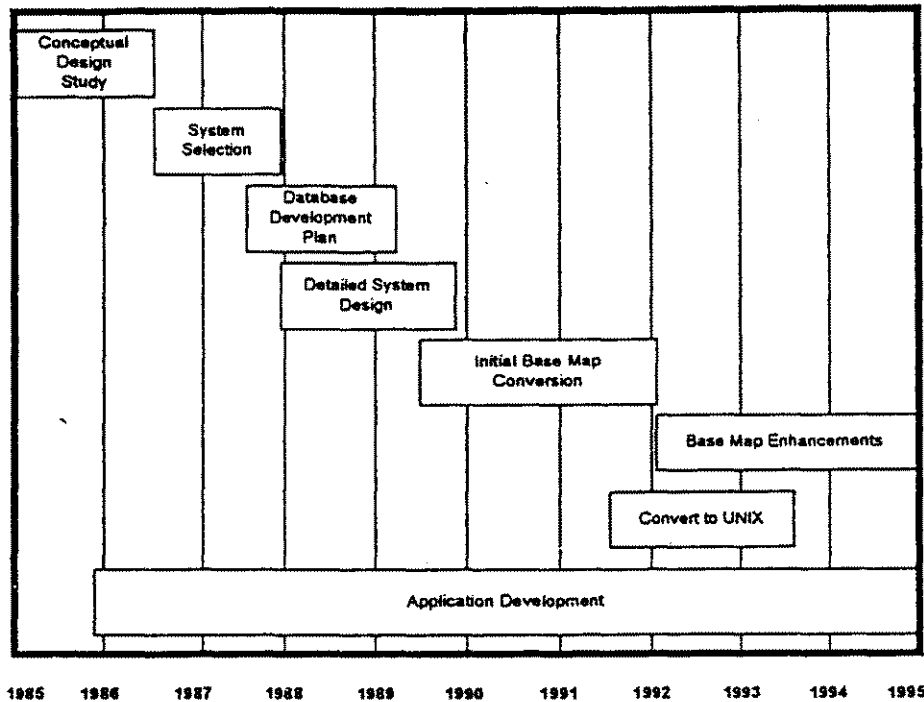 Conceptual
Design
Study
System
Selection
Database
Development
Plan
Detailed System
Design
Initial Base Map
Conversion
Base Map Enhancements
Convert to UNIX
Application Development
1985 1986 1987 1988 1989 1990 1991 1992 1993 1994 1995